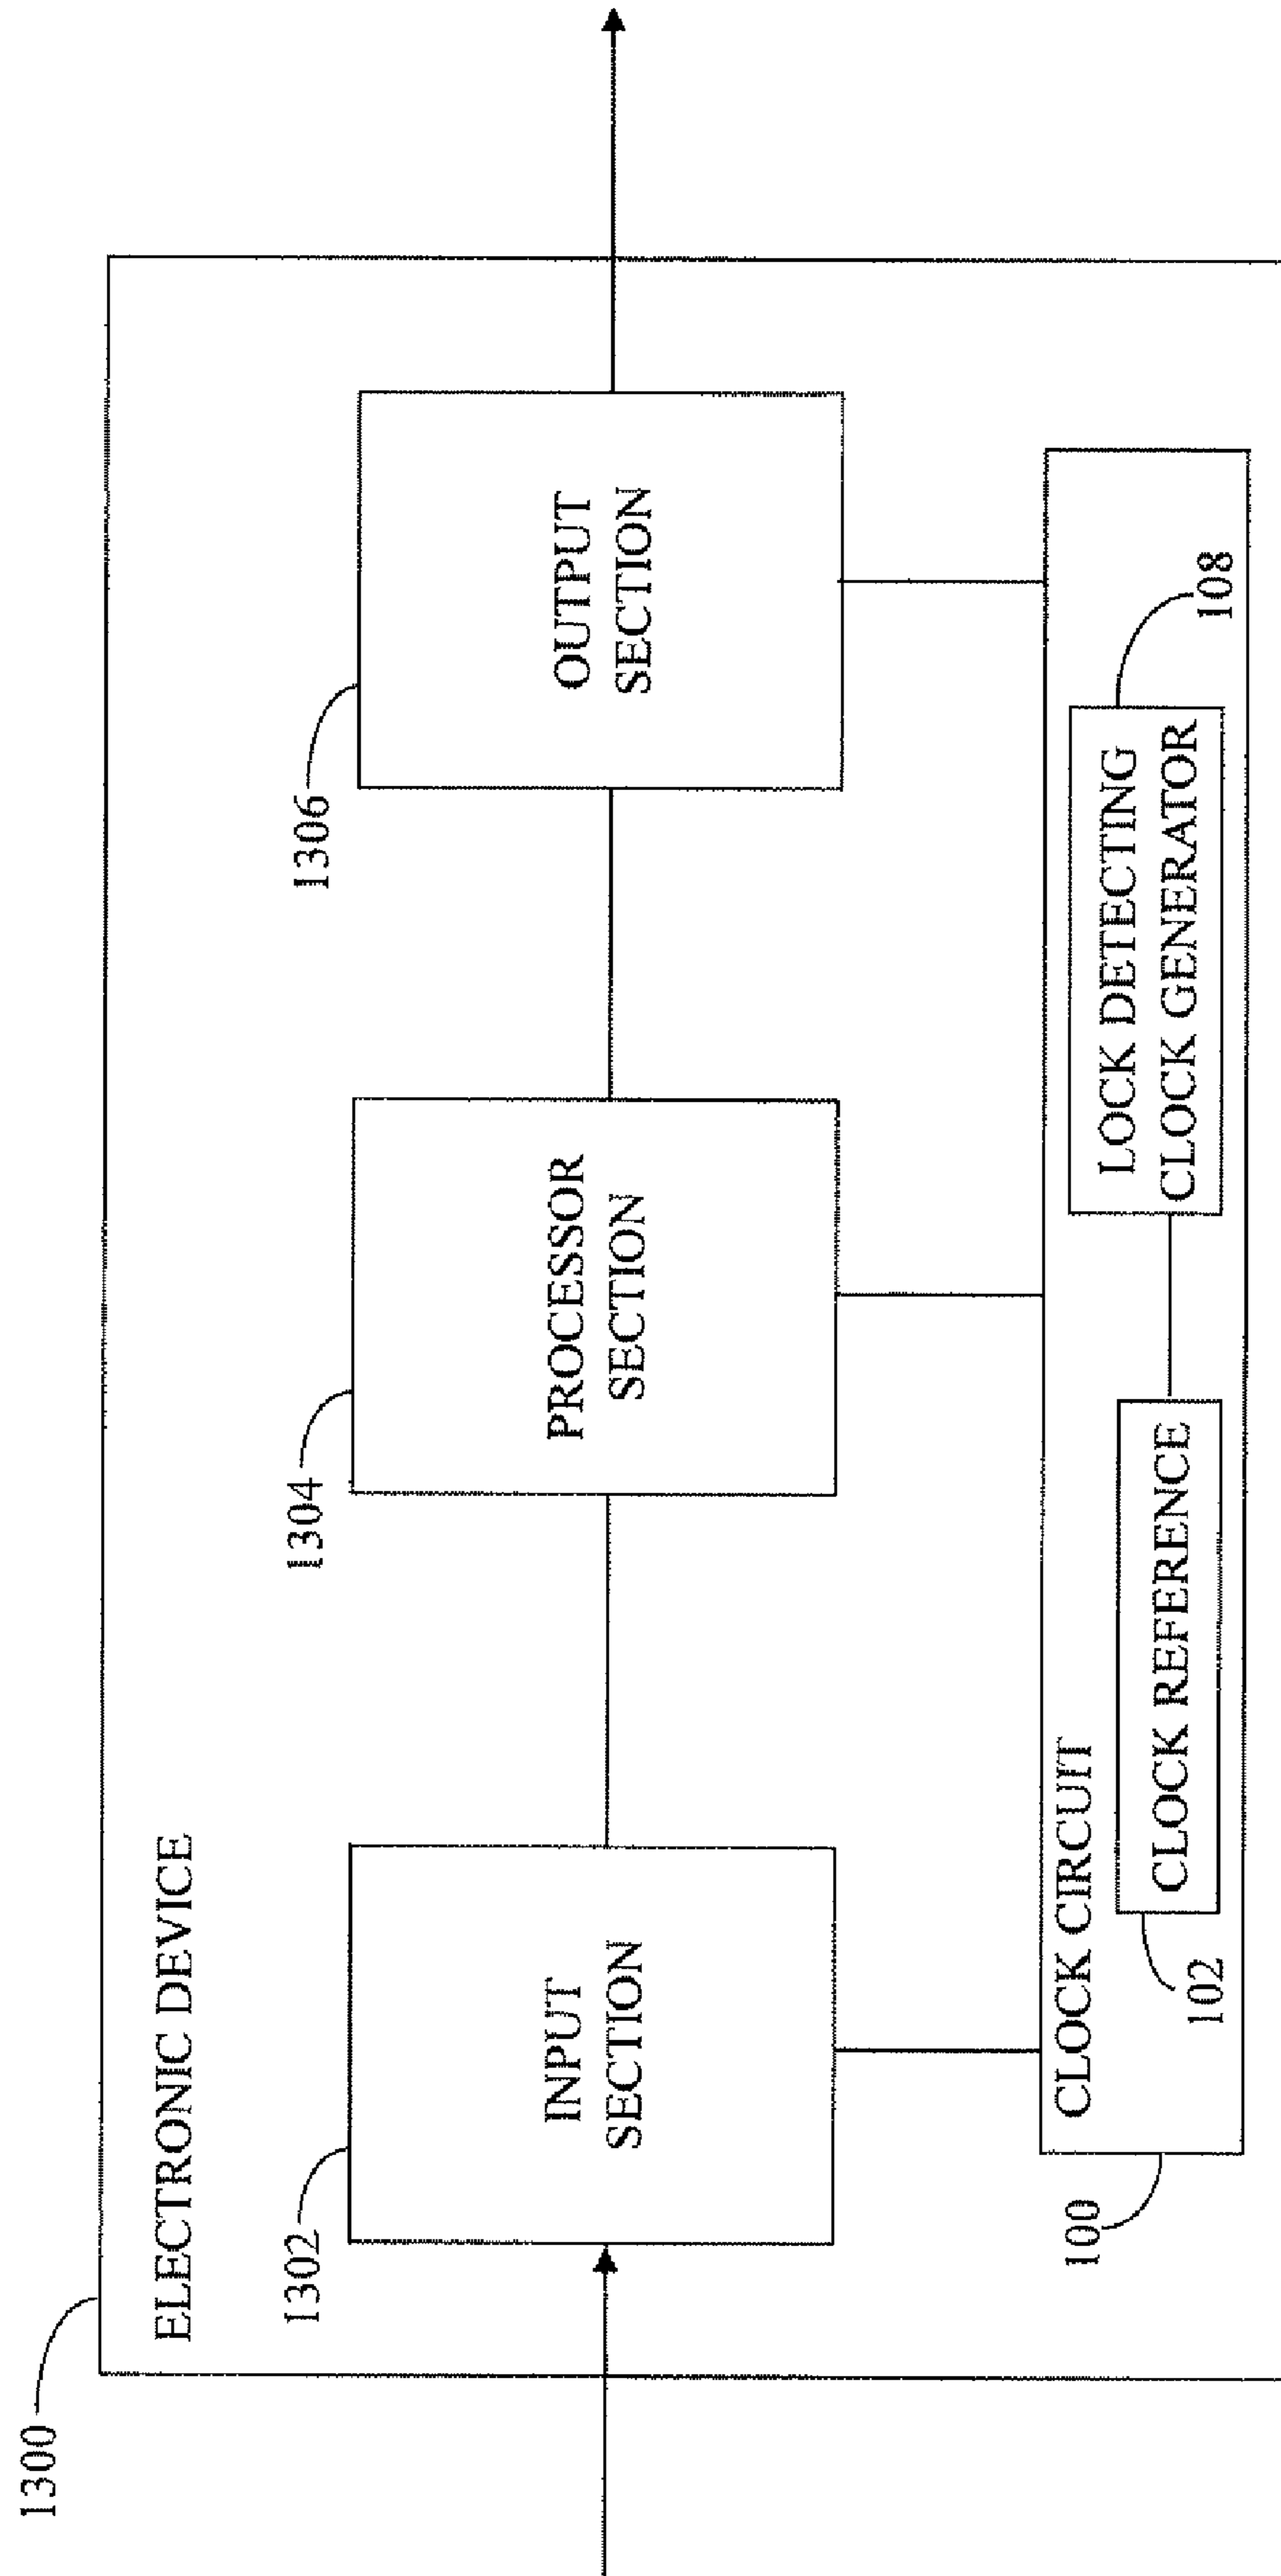 1300
ELECTRONIC DEVICE
1302
INPUT
SECTION
1304
PROCESSOR
SECTION
1306
OUTPUT
SECTION
100
CLOCK CIRCUIT
102
CLOCK REFERENCE
LOCK DETECTING
CLOCK GENERATOR
108